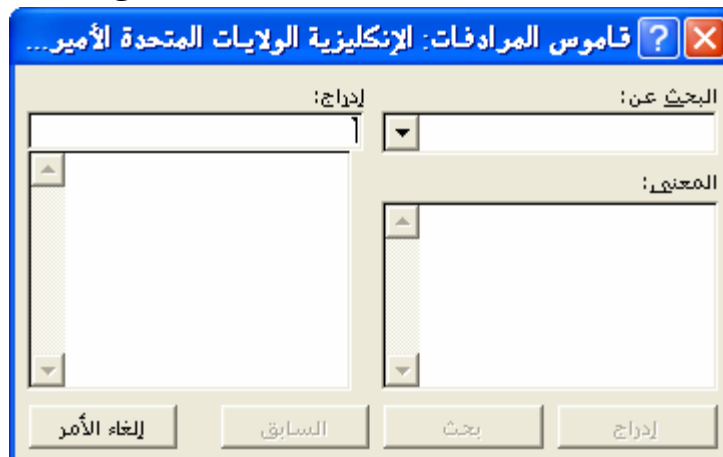 قاموس المرادفات: الإنكليزية الولايات المتحدة الأمير...
البحث عن:
إدراج:
المعنى:
إدراج
بحث
السابق
إلغاء الأمر